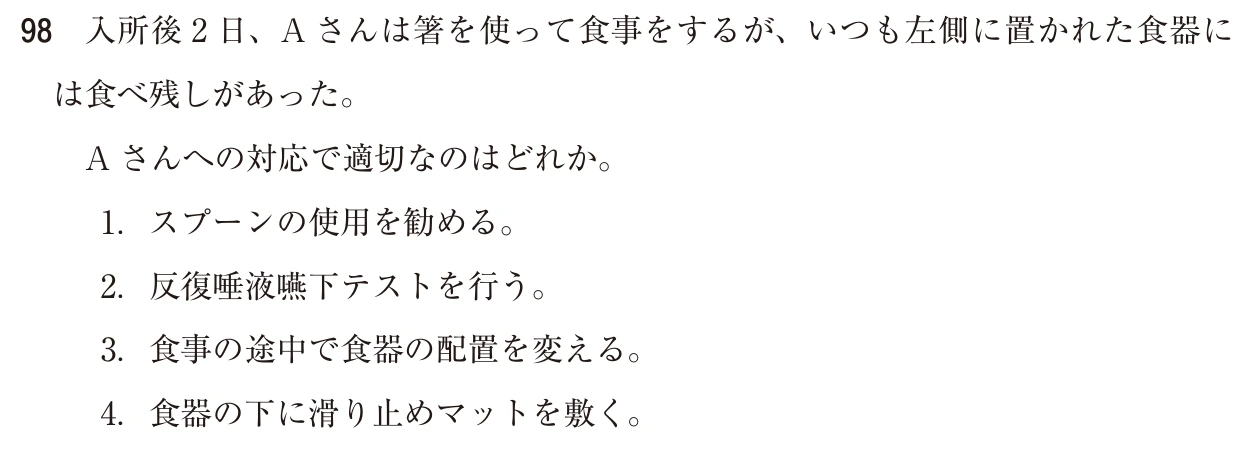 98　入所後 2 日、A さんは箸を使って食事をするが、いつも左側に置かれた食器に
は食べ残しがあった。
A さんへの対応で適切なのはどれか。
1. スプーンの使用を勧める。
2. 反復唾液嚥下テストを行う。
3. 食事の途中で食器の配置を変える。
4. 食器の下に滑り止めマットを敷く。